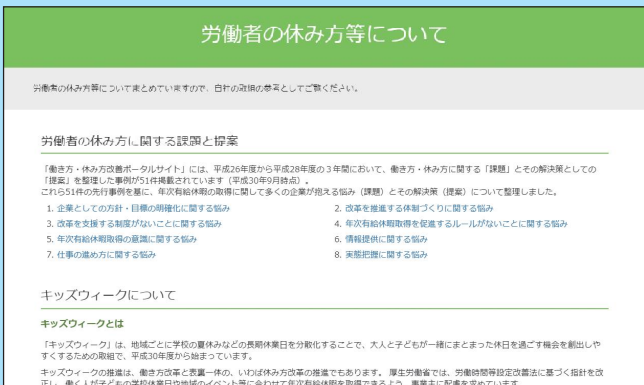 労働者の休み方等について
労働者の休み方等についてまとめていますので、自社の取組の参考としてご覧ください。
労働者の休み方に関する課題と提案
「働き方・休み方改善ポータルサイト」には、平成26年度から平成28年度の3年間において、働き方・休み方に関する「課題」とその解決策としての
「提案」を整理した事例が51件掲載されています（平成30年9月時点）。
これら51件の先行事例を基に、年次有給休暇の取得に関して多くの企業が抱える悩み（課題）とその解決策（提案）について整理しました。
1. 企業としての方針・目標の明確化に関する悩み
2. 改革を推進する体制づくりに関する悩み
3. 改革を支援する制度がないことに関する悩み
4. 年次有給休暇取得を促進するルールがないことに関する悩み
5. 年次有給休暇取得の意識に関する悩み
6. 情報提供に関する悩み
7. 仕事の進め方に関する悩み
8. 実態把握に関する悩み
キッズウィークについて
キッズウィークとは
「キッズウィーク」は、地域ごとに学校の夏休みなどの長期休業日を分散化することで、大人と子どもが一緒にまとまった休日を過ごす機会を創出しや
すくするための取組で、平成30年度から始まっています。
キッズウィークの推進は、働き方改革と表裏一体の、いわば休み方改革の推進でもあります。厚生労働省では、労働時間等設定改善法に基づく指針を改
正し、働く人が子どもの学校休業日や地域のイベント等に合わせて年次有給休暇を取得できるよう、事業主に配慮を求めています。